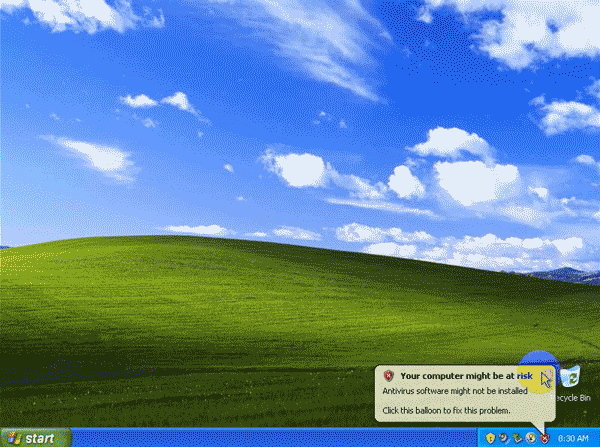 Your computer might be at risk
Antivirus software might not be installed
Click this balloon to fix this problem.
Recycle Bin
start
8:30 AM